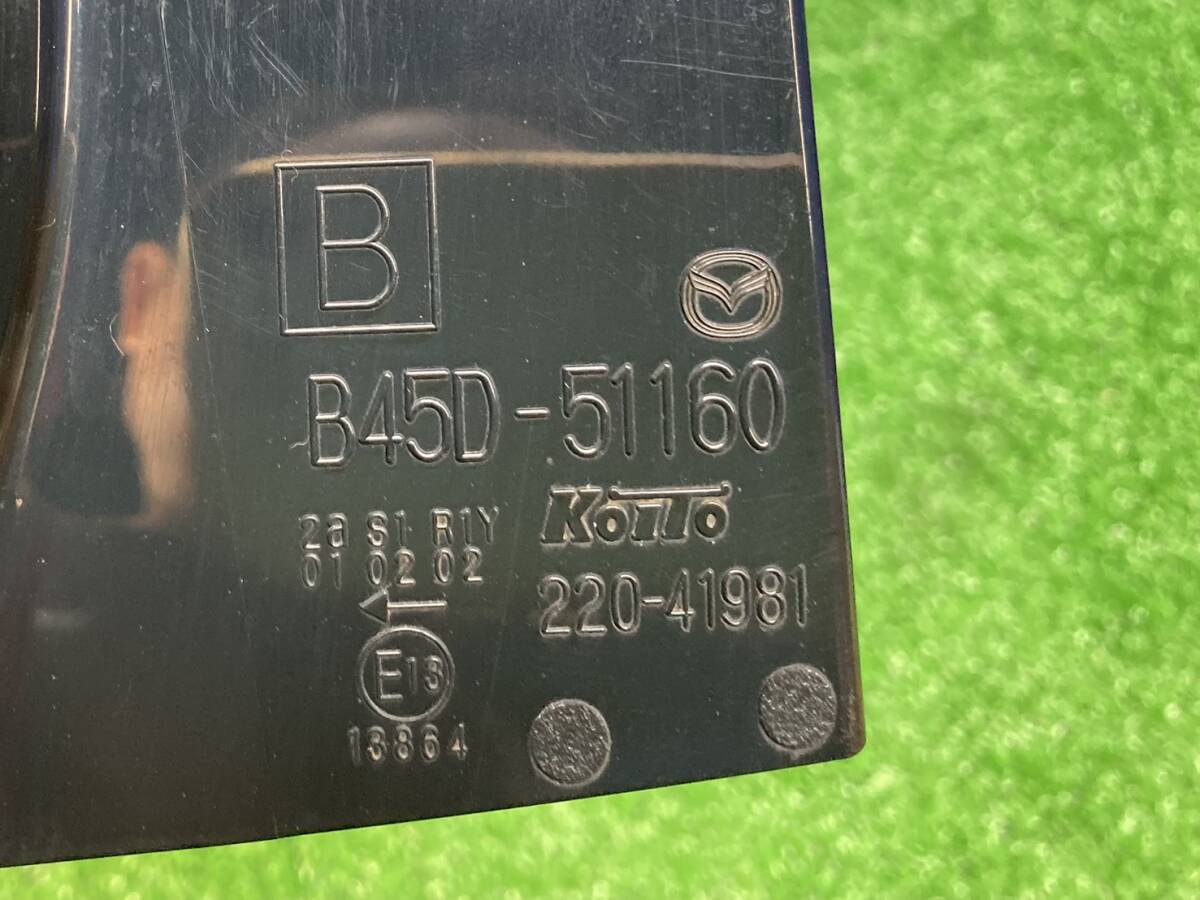 B
B45D-51160
2a S1 R1Y
01 02 02
KOITO
220-41981
E13
13864